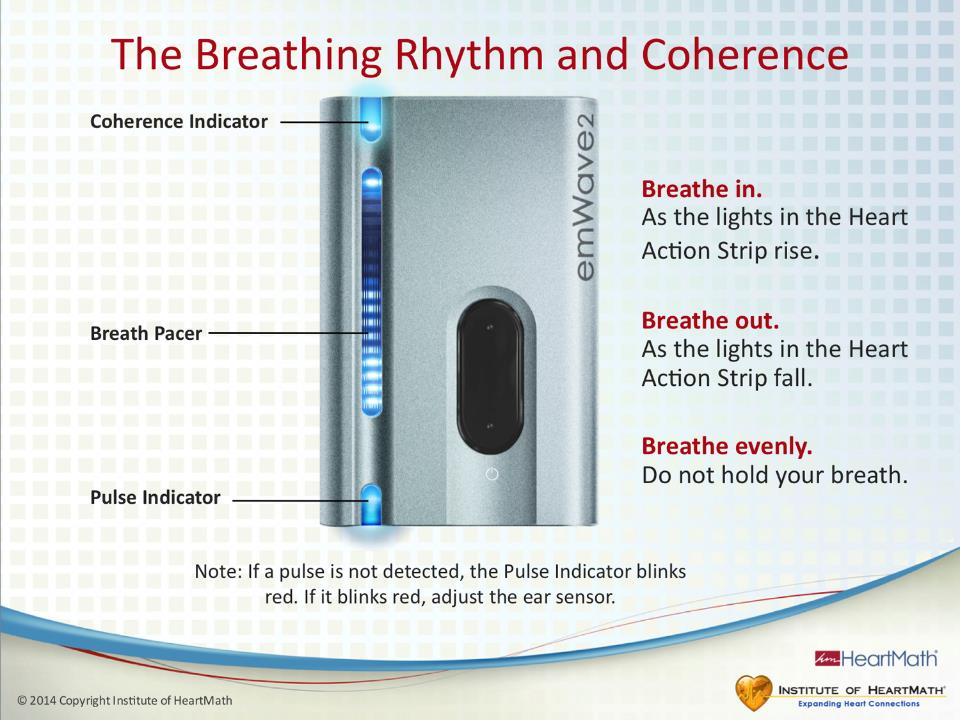 The Breathing Rhythm and Coherence
Coherence Indicator
emWave2
Breathe in.
As the lights in the Heart
Action Strip rise.
Breath Pacer
Breathe out.
As the lights in the Heart
Action Strip fall.
Breathe evenly.
Do not hold your breath.
Pulse Indicator
Note: If a pulse is not detected, the Pulse Indicator blinks
red. If it blinks red, adjust the ear sensor.
hm HeartMath®
© 2014 Copyright Institute of HeartMath
INSTITUTE OF HEARTMATH®
Expanding Heart Connections